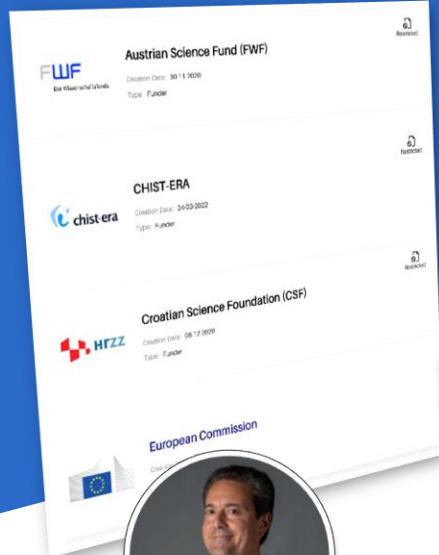 Restricted
FWF
Der Wissenschaftsfonds.
Austrian Science Fund (FWF)
Creation Date: 30-11-2020
Type: Funder
Restricted
chist-era
CHIST-ERA
Creation Date: 24-03-2022
Type: Funder
Restricted
HRZZ
Croatian Science Foundation (CSF)
Creation Date: 08-12-2020
Type: Funder
European Commission